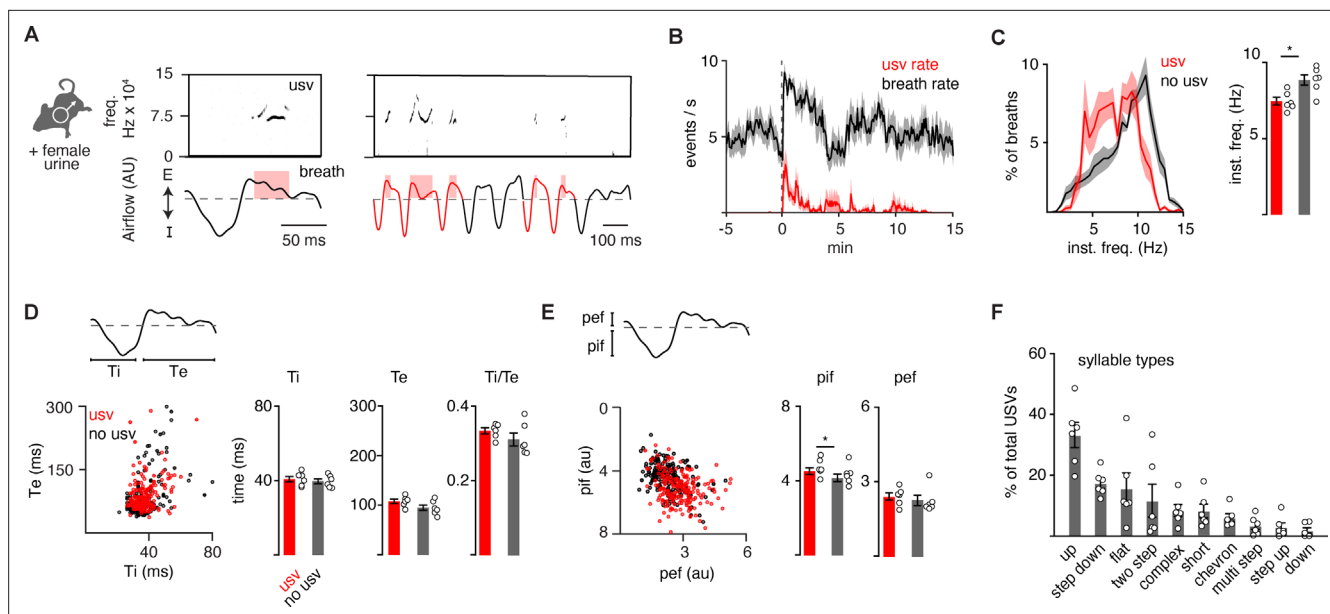 A
+ female
urine
freq.
Hz x 10⁴
15
7.5
0
usv
Airflow (AU)
E
I
breath
50 ms
100 ms
B
usv rate
breath rate
events / s
10
5
0
-5
0
5
10
15
min
C
usv
no usv
% of breaths
10
5
0
5
10
15
inst. freq. (Hz)
*
inst. freq. (Hz)
10
5
0
D
Ti
Te
usv
no usv
Te (ms)
300
150
40
80
Ti (ms)
Ti
time (ms)
80
40
0
usv
no usv
Te
300
200
100
0
Ti/Te
0.4
0.2
0
E
pef
pif
pif (au)
0
4
8
3
6
pef (au)
pif
*
8
4
pef
6
3
F
syllable types
% of total USVs
60
40
20
0
up
step down
flat
two step
complex
short
chevron
multi step
step up
down